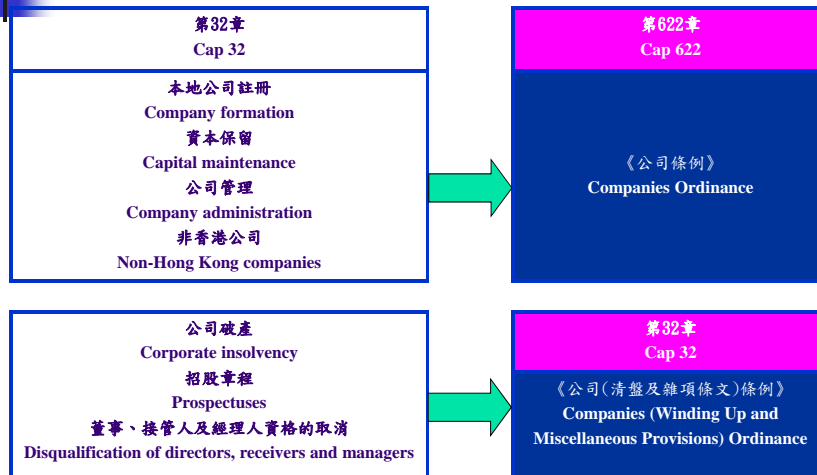 第32章
Cap 32
本地公司註冊
Company formation
資本保留
Capital maintenance
公司管理
Company administration
非香港公司
Non-Hong Kong companies
第622章
Cap 622
《公司條例》
Companies Ordinance
公司破產
Corporate insolvency
招股章程
Prospectuses
董事、接管人及經理人資格的取消
Disqualification of directors, receivers and managers
第32章
Cap 32
《公司(清盤及雜項條文)條例》
Companies (Winding Up and
Miscellaneous Provisions) Ordinance